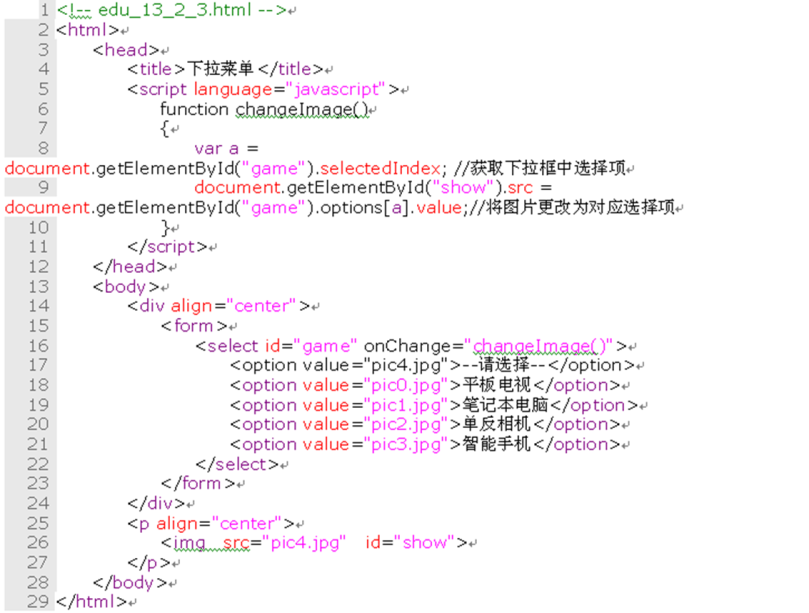 1 <!-- edu_13_2_3.html -->↵
2 <html>↵
3 <head>↵
4 <title>下拉菜单</title>↵
5 <script language="javascript">↵
6 function changeImage()↵
7 {↵
8 var a =
document.getElementById("game").selectedIndex; //获取下拉框中选择项↵
9 document.getElementById("show").src =
document.getElementById("game").options[a].value;//将图片更改为对应选择项↵
10 }↵
11 </script>↵
12 </head>↵
13 <body>↵
14 <div align="center">↵
15 <form>↵
16 <select id="game" onChange="changeImage()">↵
17 <option value="pic4.jpg">--请选择--</option>↵
18 <option value="pic0.jpg">平板电视</option>↵
19 <option value="pic1.jpg">笔记本电脑</option>↵
20 <option value="pic2.jpg">单反相机</option>↵
21 <option value="pic3.jpg">智能手机</option>↵
22 </select>↵
23 </form>↵
24 </div>↵
25 <p align="center">↵
26 <img src="pic4.jpg" id="show">↵
27 </p>↵
28 </body>↵
29 </html>↵